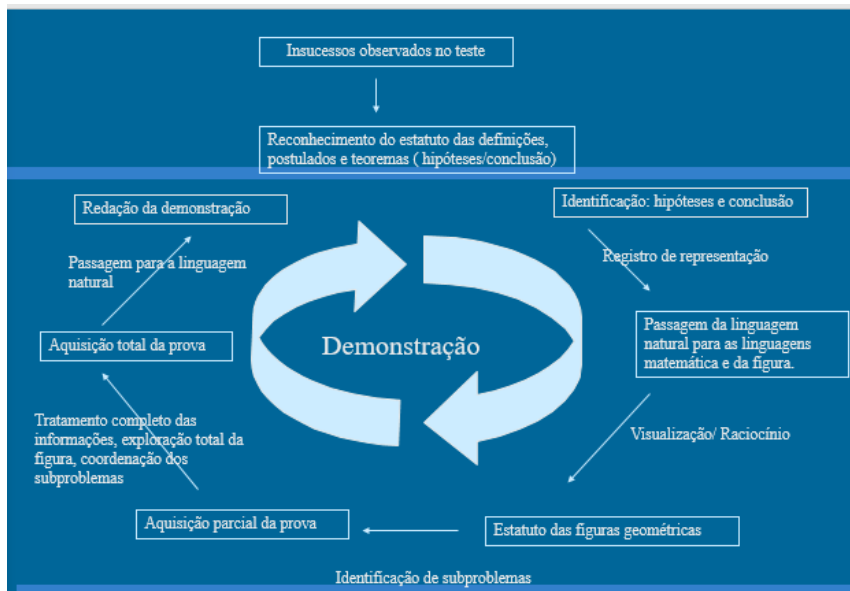 Insucessos observados no teste
Reconhecimento do estatuto das definições,
postulados e teoremas ( hipóteses/conclusão)
Redação da demonstração
Identificação: hipóteses e conclusão
Passagem para a linguagem
natural
Registro de representação
Aquisição total da prova
Demonstração
Passagem da linguagem
natural para as linguagens
matemática e da figura.
Tratamento completo das
informações, exploração total da
figura, coordenação dos
subproblemas
Visualização/ Raciocínio
Aquisição parcial da prova
Estatuto das figuras geométricas
Identificação de subproblemas